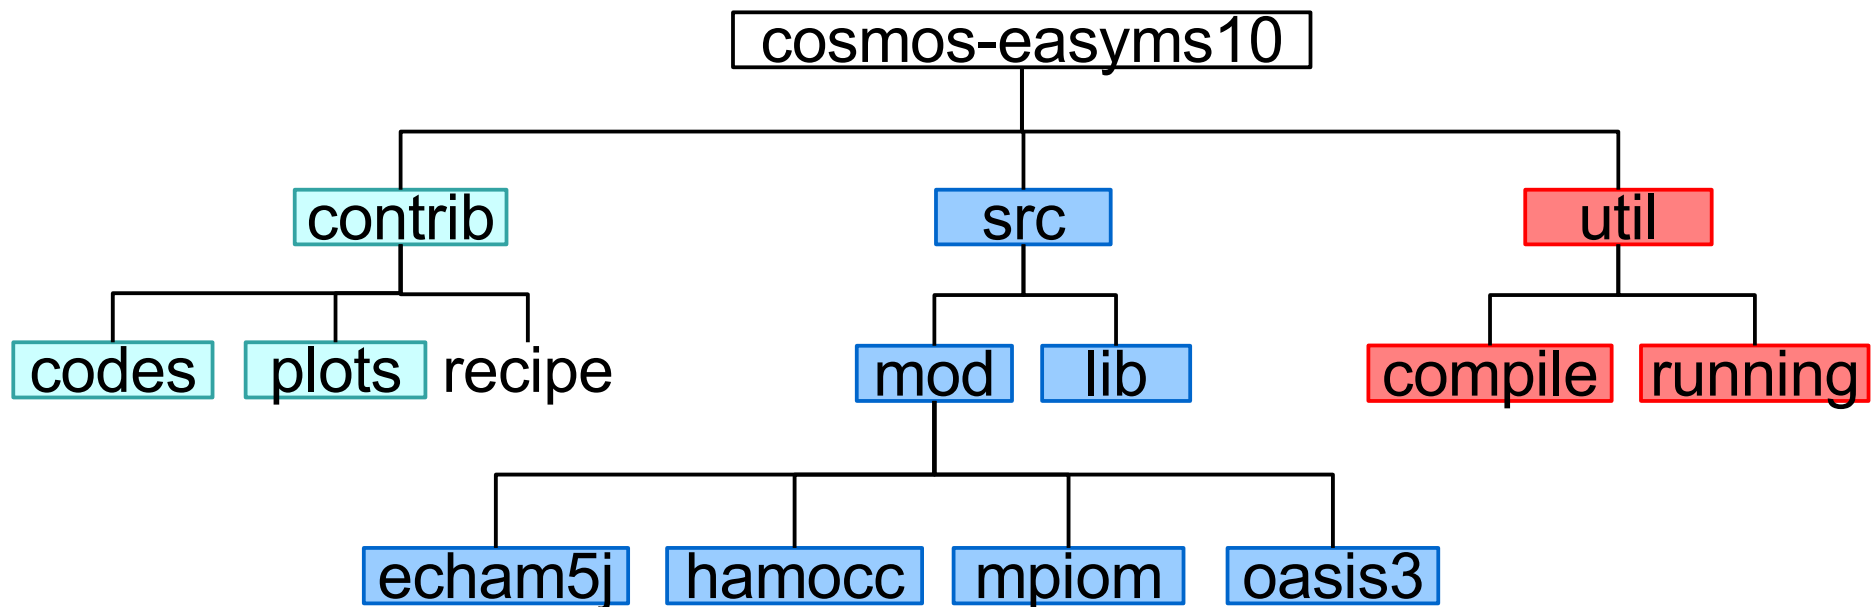 cosmos-easyms10
contrib src util
codes plots recipe mod lib compile running
echam5j hamocc mpiom oasis3